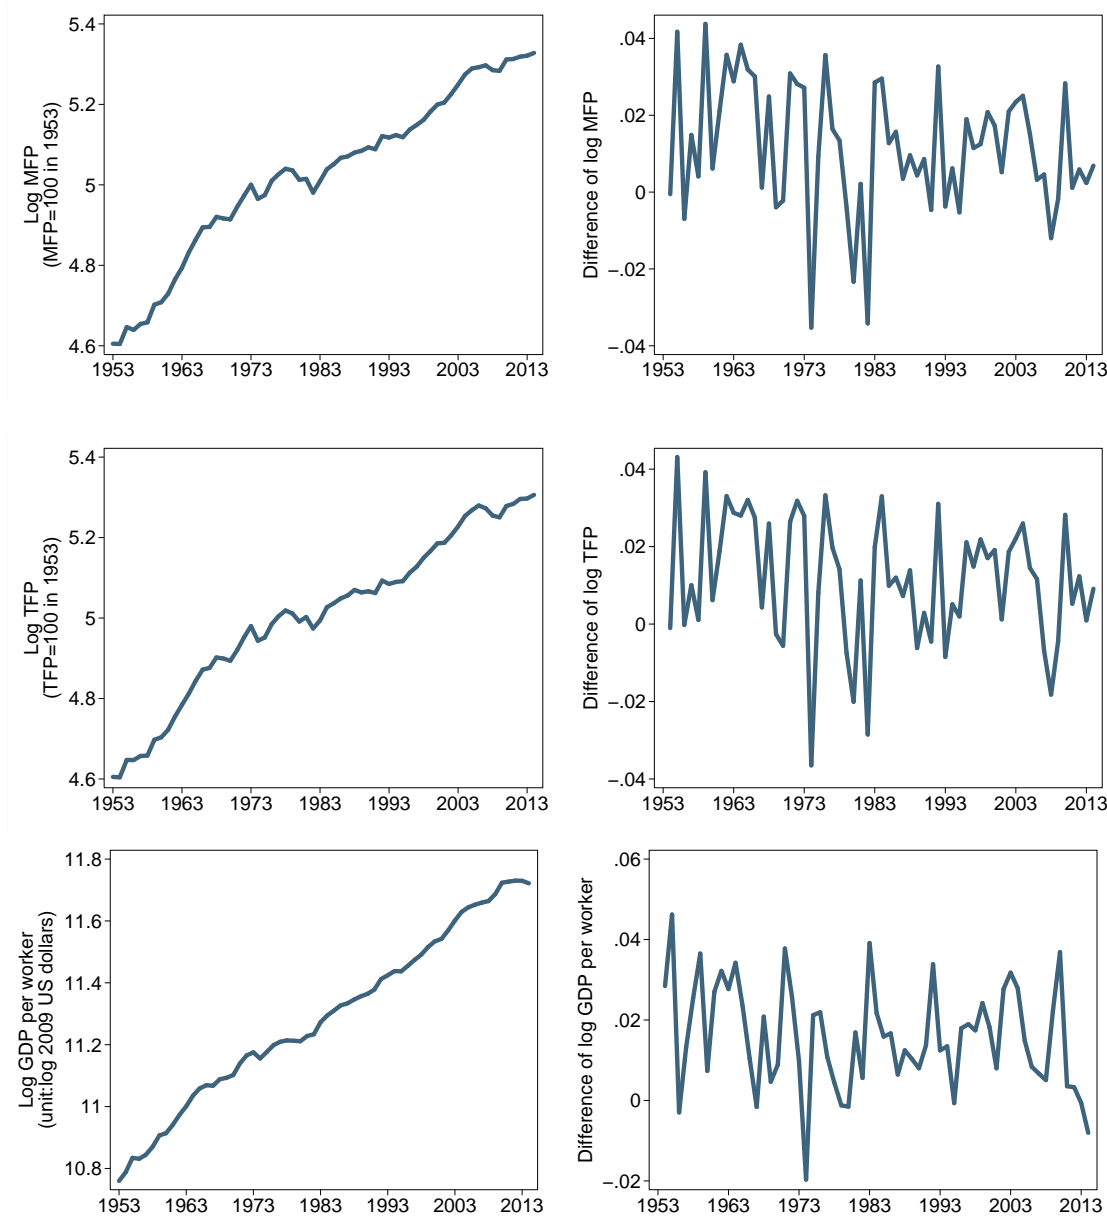 Log MFP
(MFP=100 in 1953)
5.4
5.2
5
4.8
4.6
1953 1963 1973 1983 1993 2003 2013
Difference of log MFP
.04
.02
0
−.02
−.04
1953 1963 1973 1983 1993 2003 2013
Log TFP
(TFP=100 in 1953)
5.4
5.2
5
4.8
4.6
1953 1963 1973 1983 1993 2003 2013
Difference of log TFP
.04
.02
0
−.02
−.04
1953 1963 1973 1983 1993 2003 2013
Log GDP per worker
(unit:log 2009 US dollars)
11.8
11.6
11.4
11.2
11
10.8
1953 1963 1973 1983 1993 2003 2013
Difference of log GDP per worker
.06
.04
.02
0
−.02
1953 1963 1973 1983 1993 2003 2013